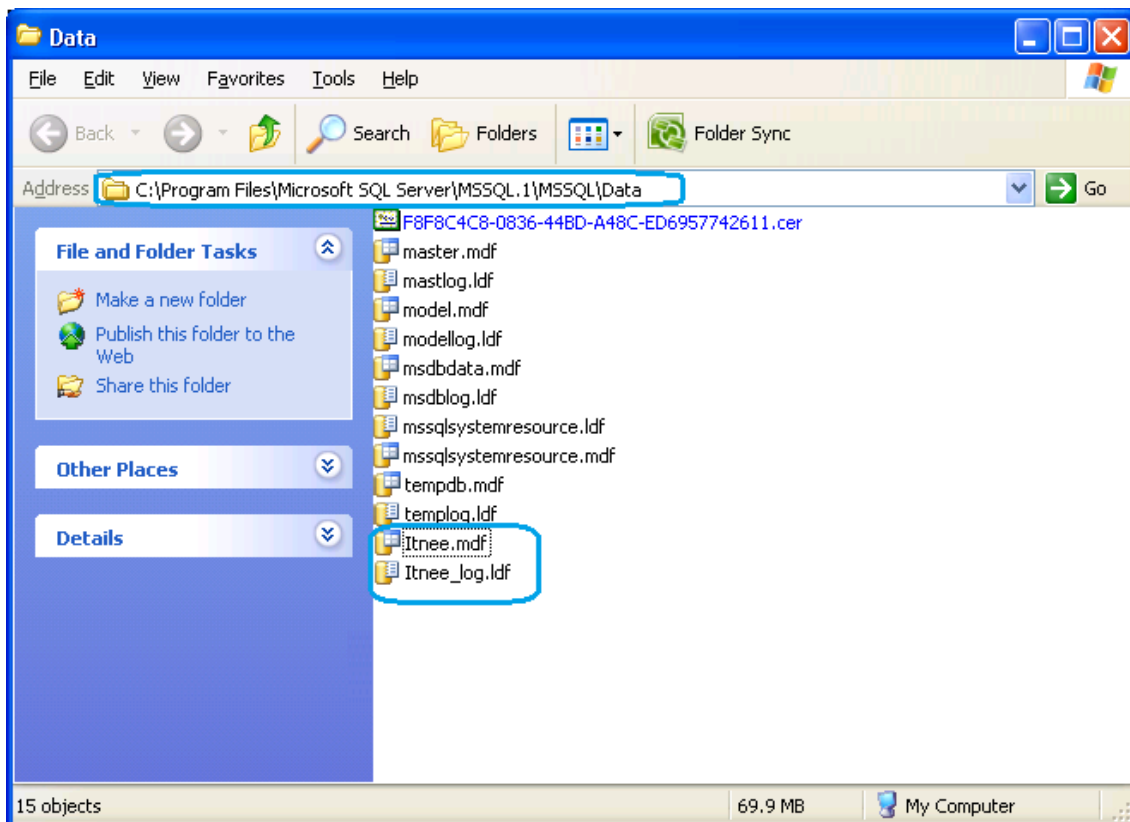 Data
File Edit View Favorites Tools Help
Back Search Folders Folder Sync
Address C:\Program Files\Microsoft SQL Server\MSSQL.1\MSSQL\Data Go
File and Folder Tasks
Make a new folder
Publish this folder to the
Web
Share this folder
Other Places
Details
F8F8C4C8-0836-44BD-A48C-ED6957742611.cer
master.mdf
mastlog.ldf
model.mdf
modellog.ldf
msdbdata.mdf
msdblog.ldf
mssqlsystemresource.ldf
mssqlsystemresource.mdf
tempdb.mdf
templog.ldf
Itnee.mdf
Itnee_log.ldf
15 objects 69.9 MB My Computer